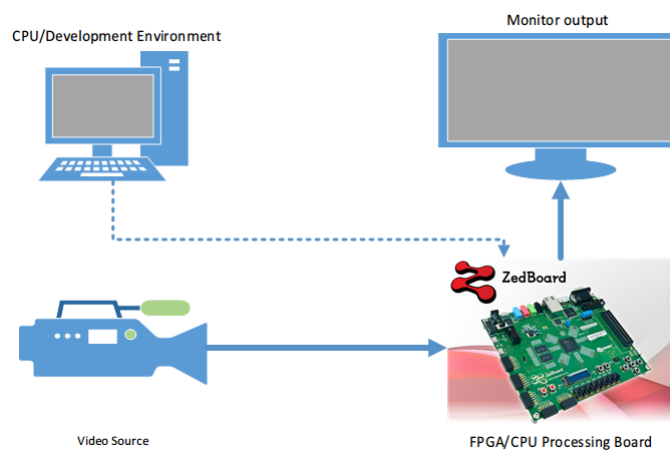 Monitor output
CPU/Development Environment
ZedBoard
Video Source
FPGA/CPU Processing Board